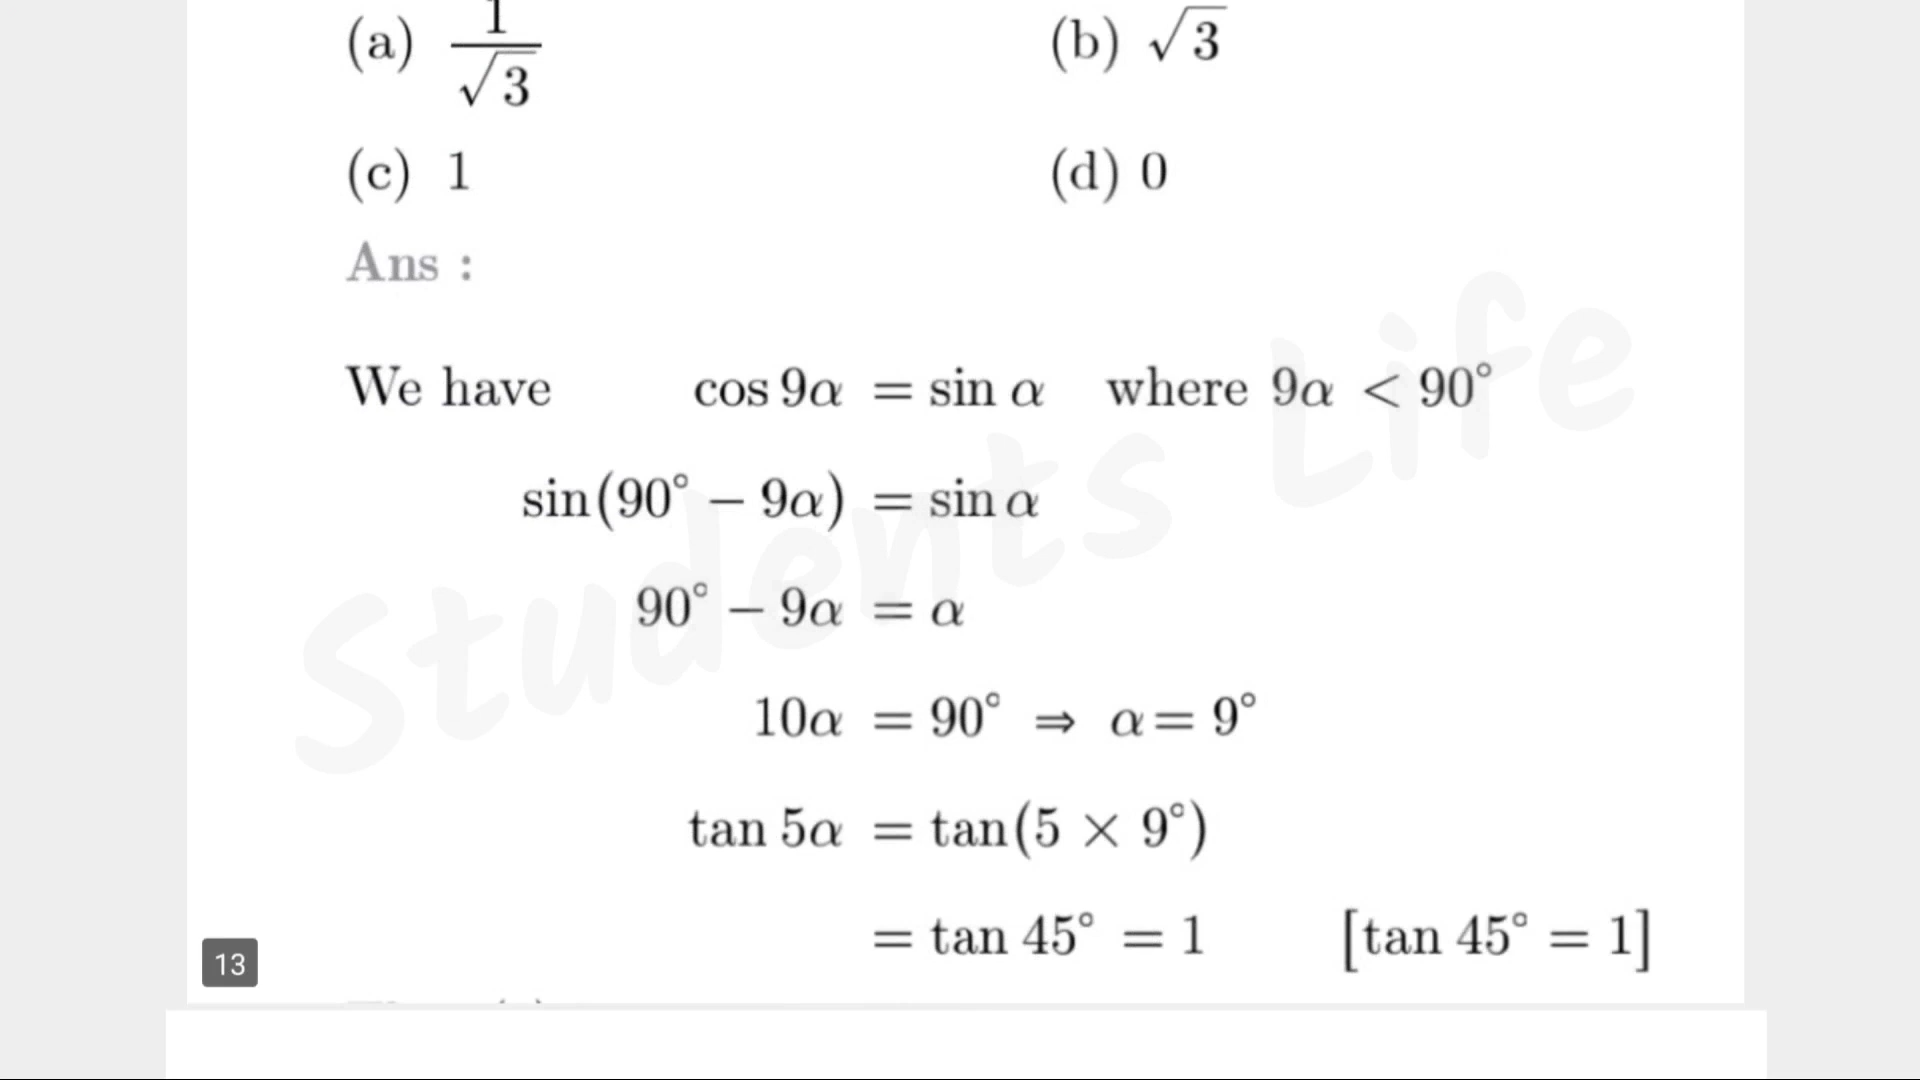 (a) 1/√3 (b) √3
(c) 1 (d) 0
Ans :
We have cos 9α = sin α where 9α < 90°
sin(90° − 9α) = sin α
90° − 9α = α
10α = 90° ⇒ α = 9°
tan 5α = tan(5 × 9°)
= tan 45° = 1 [tan 45° = 1]
13
Students Life